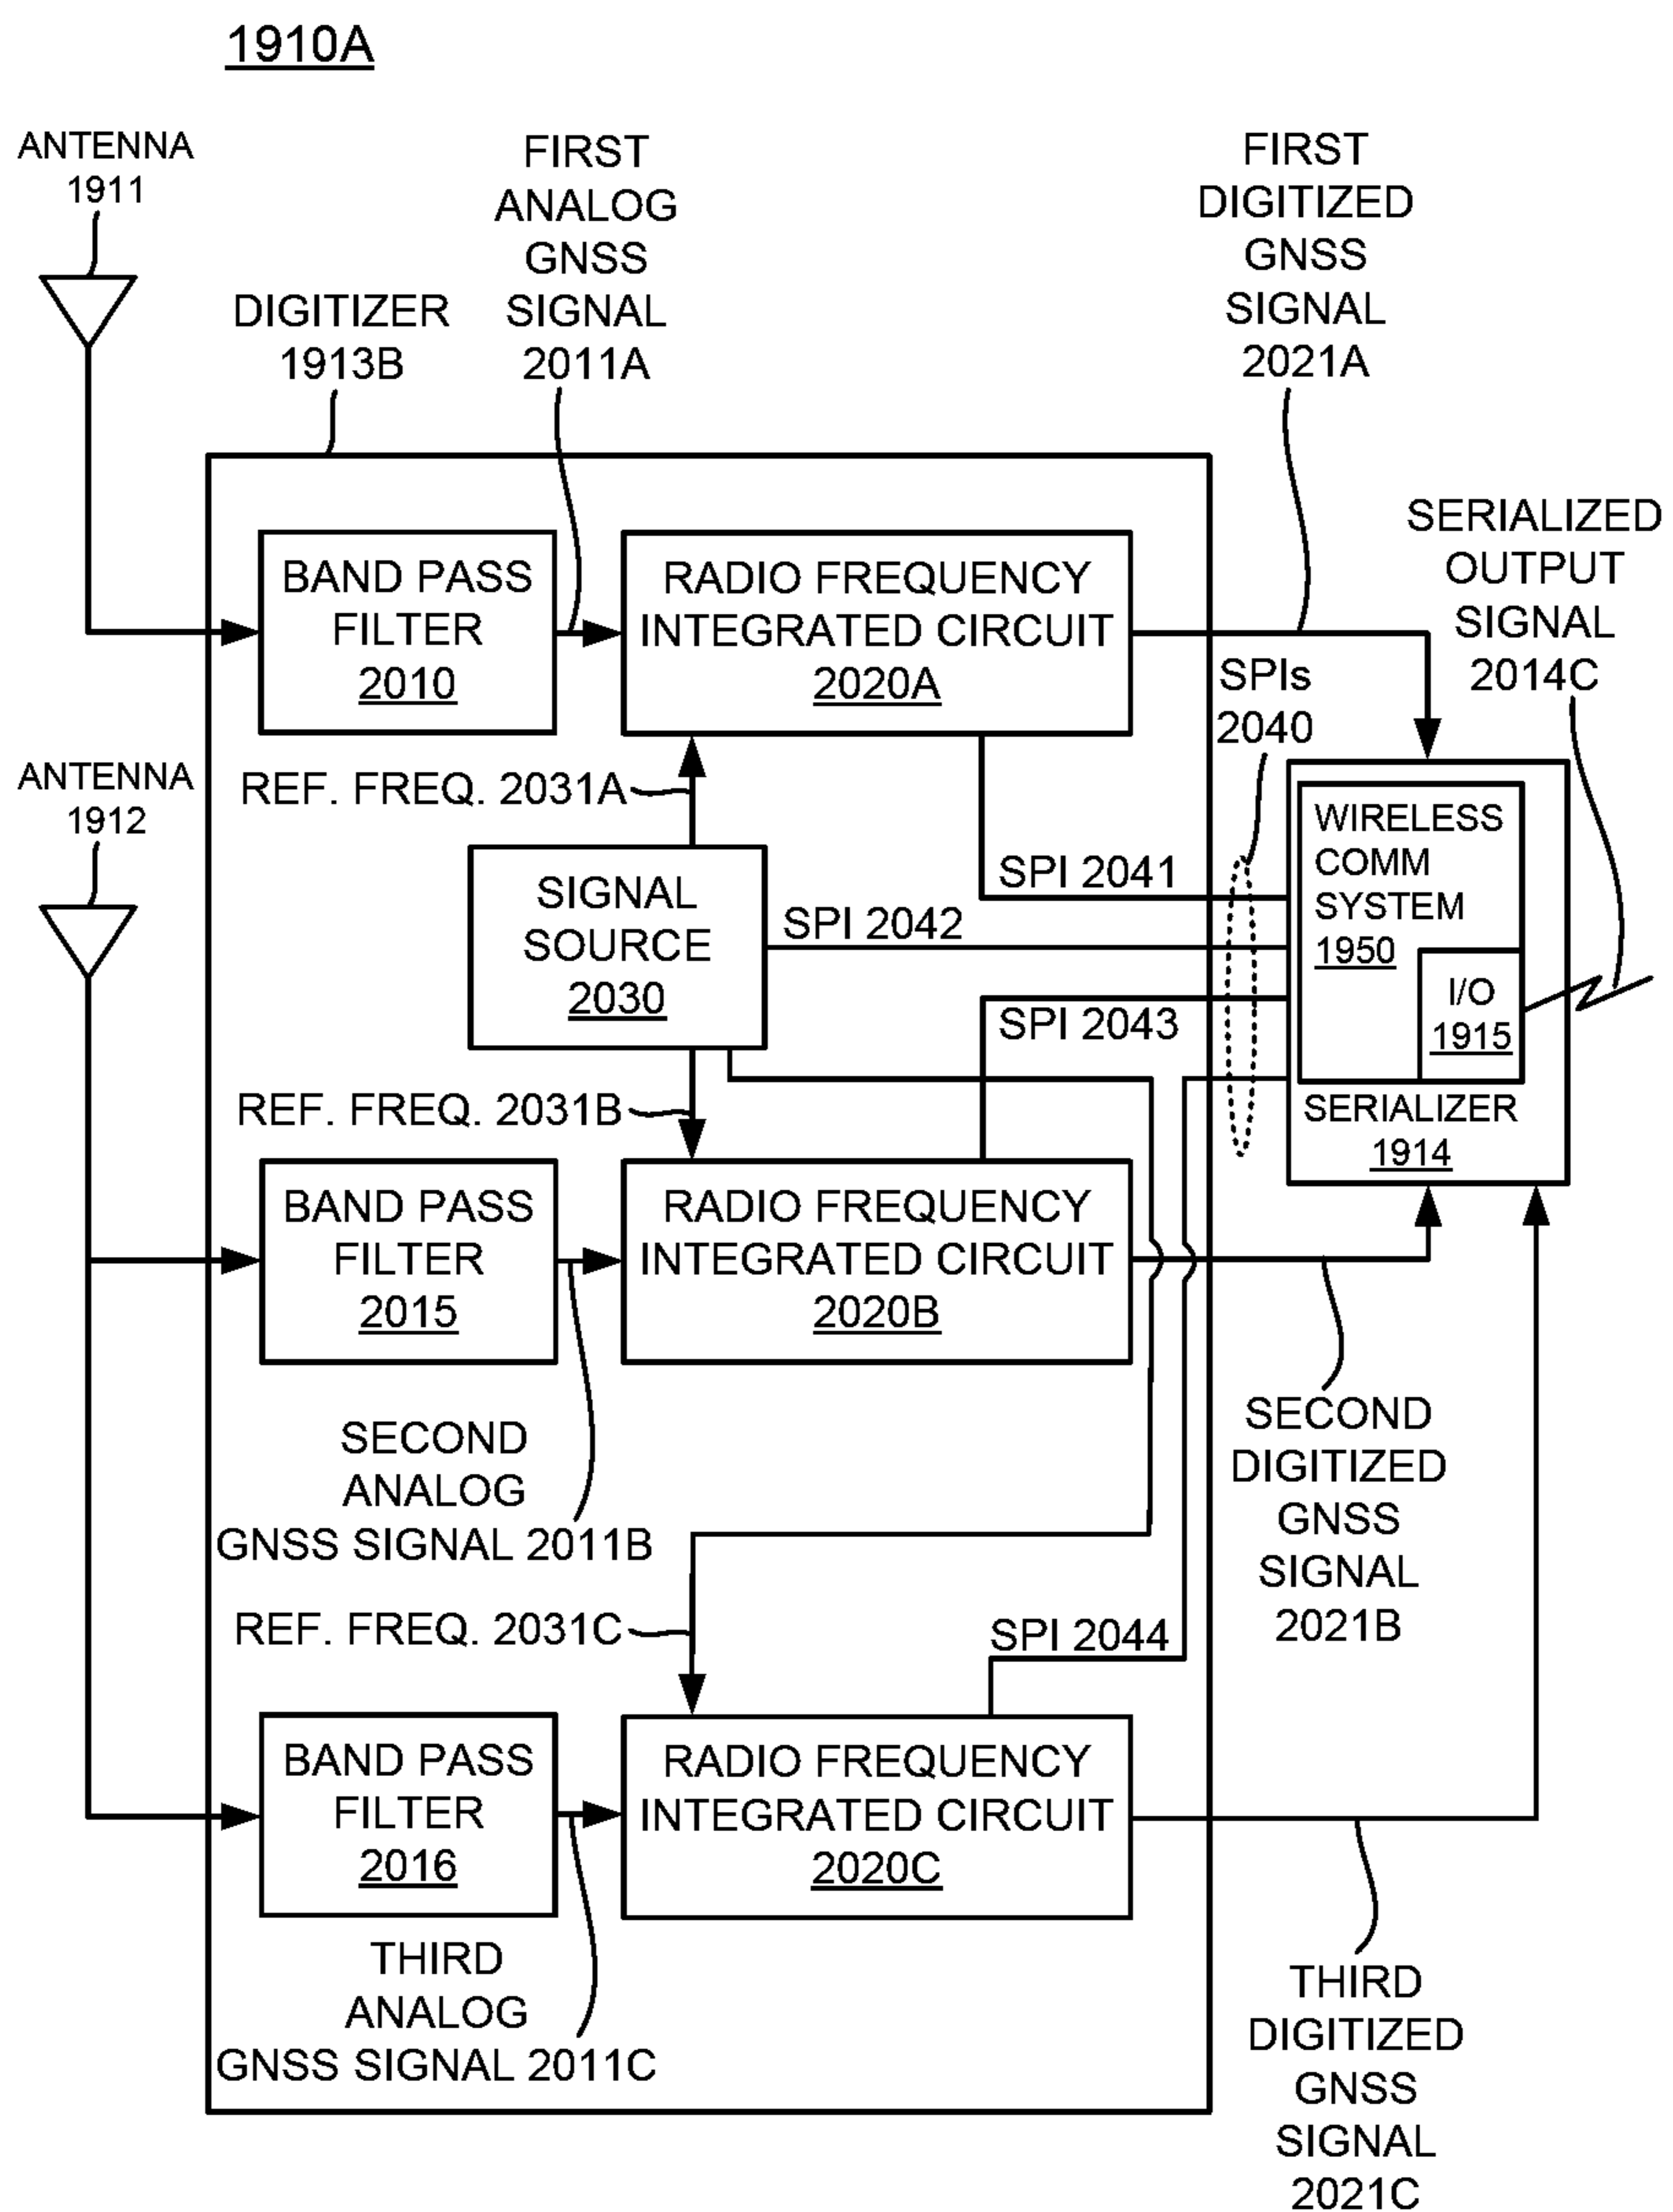 1910A
ANTENNA
1911
FIRST
ANALOG
GNSS
SIGNAL
2011A
FIRST
DIGITIZED
GNSS
SIGNAL
2021A
DIGITIZER
1913B
SERIALIZED
OUTPUT
SIGNAL
2014C
BAND PASS
FILTER
2010
RADIO FREQUENCY
INTEGRATED CIRCUIT
2020A
SPIs
2040
ANTENNA
1912
REF. FREQ. 2031A
WIRELESS
COMM
SYSTEM
1950
I/O
1915
SERIALIZER
1914
SIGNAL
SOURCE
2030
SPI 2041
SPI 2042
SPI 2043
REF. FREQ. 2031B
BAND PASS
FILTER
2015
RADIO FREQUENCY
INTEGRATED CIRCUIT
2020B
SECOND
ANALOG
GNSS SIGNAL 2011B
SECOND
DIGITIZED
GNSS
SIGNAL
2021B
REF. FREQ. 2031C
SPI 2044
BAND PASS
FILTER
2016
RADIO FREQUENCY
INTEGRATED CIRCUIT
2020C
THIRD
ANALOG
GNSS SIGNAL 2011C
THIRD
DIGITIZED
GNSS
SIGNAL
2021C